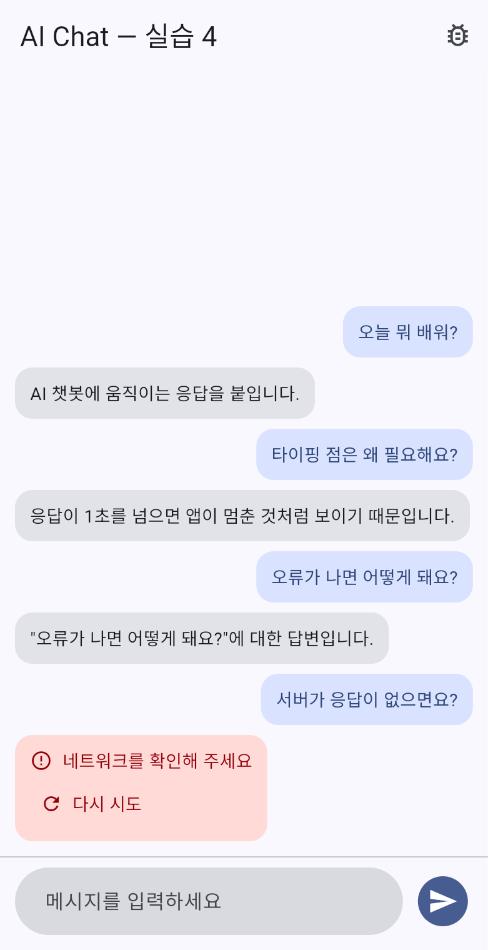 AI Chat — 실습 4
오늘 뭐 배워?
AI 챗봇에 움직이는 응답을 붙입니다.
타이핑 점은 왜 필요해요?
응답이 1초를 넘으면 앱이 멈춘 것처럼 보이기 때문입니다.
오류가 나면 어떻게 돼요?
"오류가 나면 어떻게 돼요?"에 대한 답변입니다.
서버가 응답이 없으면요?
네트워크를 확인해 주세요
다시 시도
메시지를 입력하세요